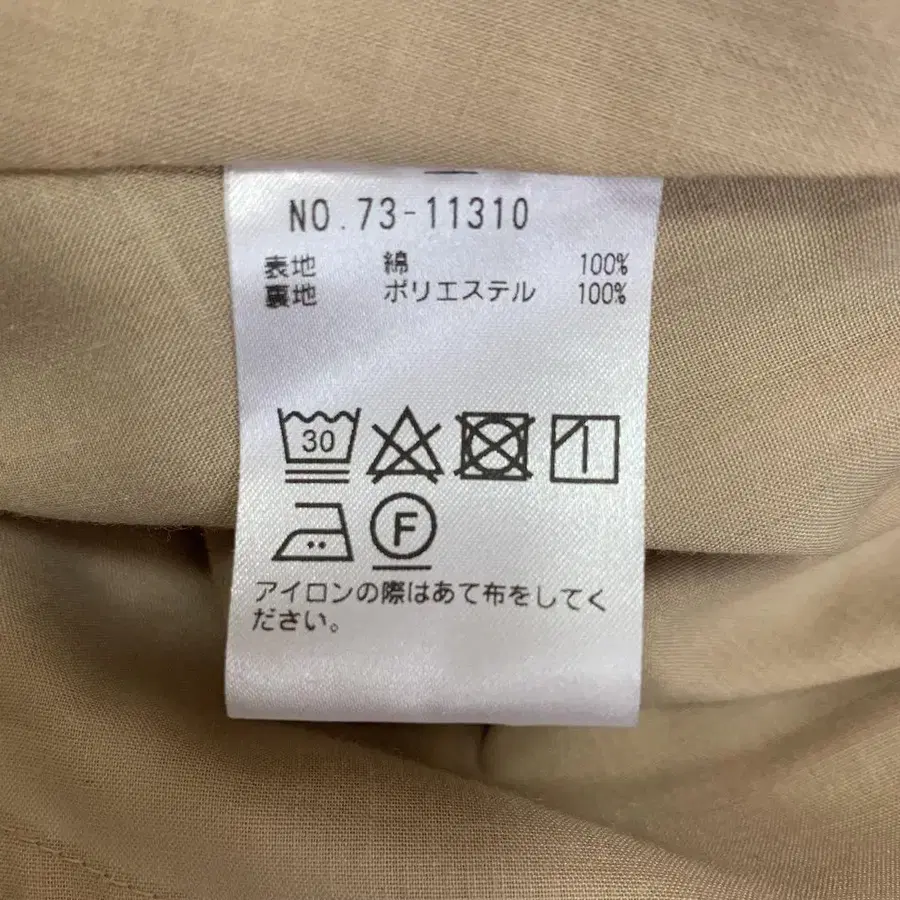 NO.73-11310
表地 綿 100%
裏地 ポリエステル 100%
30
F
アイロンの際はあて布をしてく
ださい。